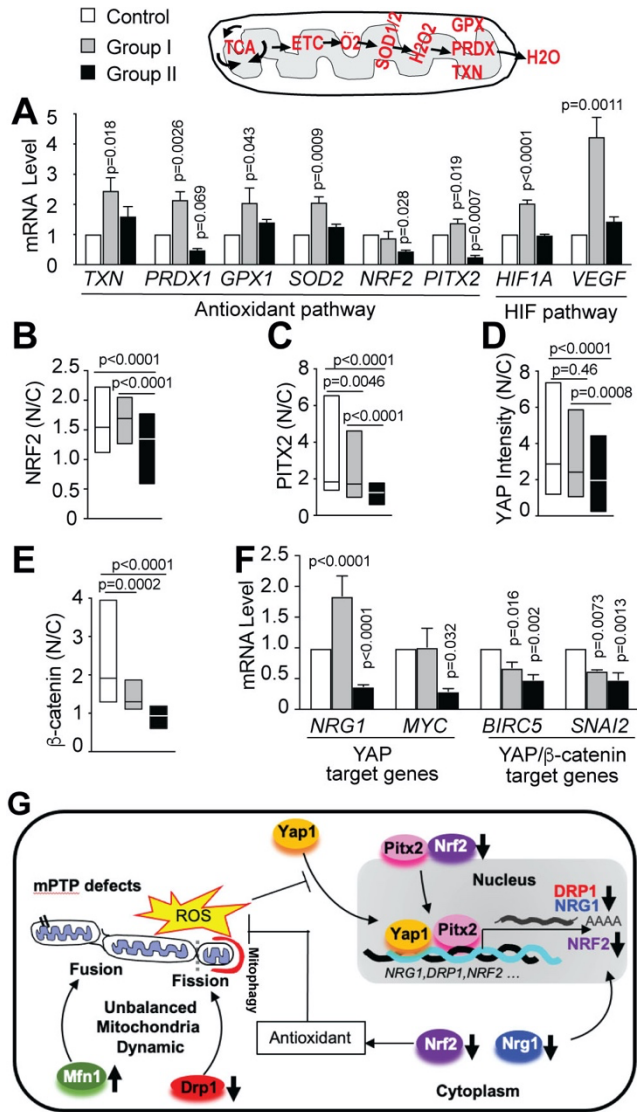 Control
Group I
Group II
TCA
ETC
O2
SOD1/2
H2O2
GPX
PRDX
TXN
H2O
A
mRNA Level
5
4
3
2
1
0
p=0.018
p=0.0026
p=0.069
p=0.043
p=0.0009
p=0.028
p=0.019
p=0.0007
p<0.0001
p=0.0011
TXN PRDX1 GPX1 SOD2 NRF2 PITX2 HIF1A VEGF
Antioxidant pathway HIF pathway
B
NRF2 (N/C)
2.5
2.0
1.5
1.0
0.5
0
p<0.0001
p<0.0001
C
PITX2 (N/C)
8
6
4
2
0
p<0.0001
p=0.0046
p<0.0001
D
YAP Intensity (N/C)
8
6
4
2
0
p<0.0001
p=0.46
p=0.0008
E
β-catenin (N/C)
4
3
2
1
0
p<0.0001
p=0.0002
F
mRNA Level
2.0
1.5
1.0
0.5
0
p<0.0001
p<0.0001
p=0.032
p=0.016
p=0.002
p=0.0073
p=0.0013
NRG1 MYC BIRC5 SNAI2
YAP
target genes
YAP/β-catenin
target genes
G
Yap1
Pitx2 Nrf2
mPTP defects
ROS
Nucleus
DRP1
NRG1
AAAA
NRF2
Yap1 Pitx2
NRG1,DRP1,NRF2 ...
Mitophagy
Fusion
Fission
Unbalanced
Mitochondria
Dynamic
Antioxidant
Nrf2
Nrg1
Mfn1
Drp1
Cytoplasm